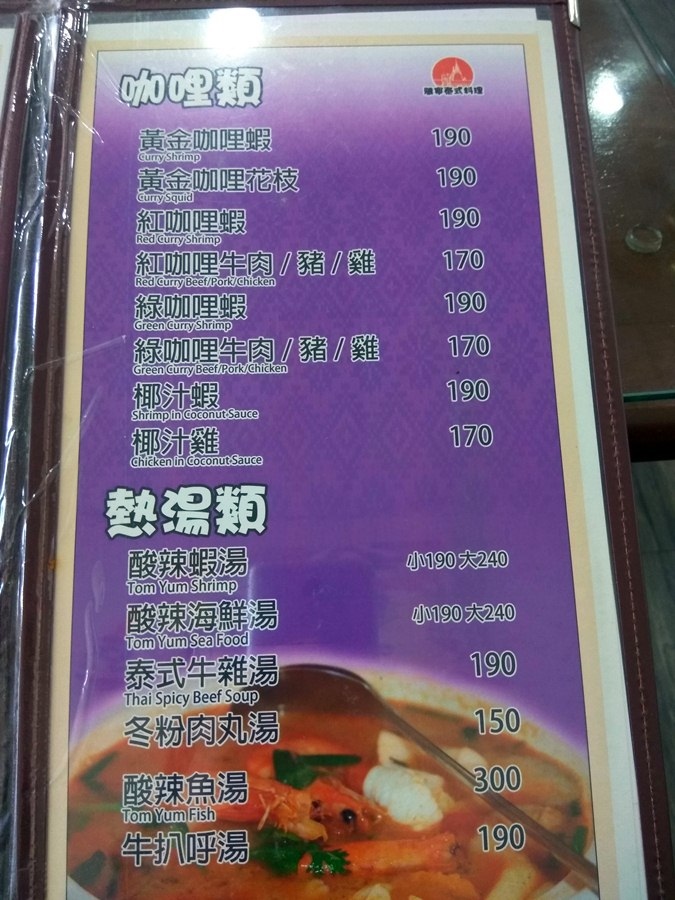 咖哩類
泰式料理
黃金咖哩蝦 190
Curry Shrimp
黃金咖哩花枝 190
Curry Squid
紅咖哩蝦 190
Red Curry Shrimp
紅咖哩牛肉 / 豬 / 雞 170
Red Curry Beef/Pork/Chicken
綠咖哩蝦 190
Green Curry Shrimp
綠咖哩牛肉 / 豬 / 雞 170
Green Curry Beef/Pork/Chicken
椰汁蝦 190
Shrimp in Coconut Sauce
椰汁雞 170
Chicken in Coconut Sauce
熱湯類
酸辣蝦湯 小190 大240
Tom Yum Shrimp
酸辣海鮮湯 小190 大240
Tom Yum Sea Food
泰式牛雜湯 190
Thai Spicy Beef Soup
冬粉肉丸湯 150
酸辣魚湯 300
Tom Yum Fish
牛扒呼湯 190